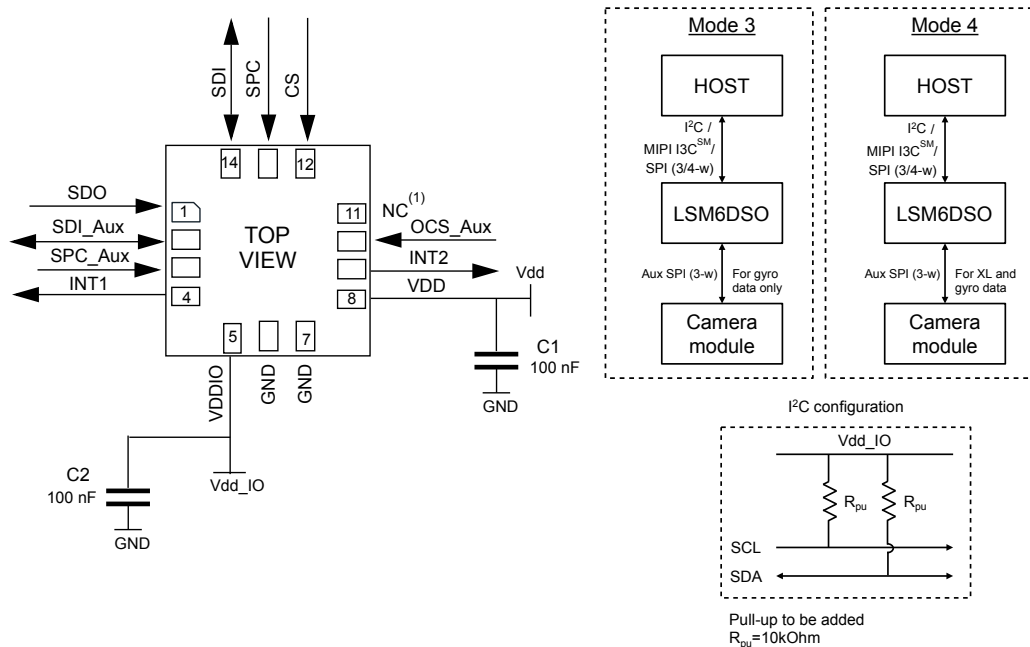 SDI
SPC
CS
14
12
SDO
SDI_Aux
SPC_Aux
INT1
1
4
TOP
VIEW
11
8
NC(1)
OCS_Aux
INT2
VDD
Vdd
5
7
VDDIO
GND
GND
C1
100 nF
GND
C2
100 nF
GND
Vdd_IO
Mode 3
HOST
I²C /
MIPI I3C^SM/
SPI (3/4-w)
LSM6DSO
Aux SPI (3-w)
For gyro
data only
Camera
module
Mode 4
HOST
I²C /
MIPI I3C^SM/
SPI (3/4-w)
LSM6DSO
Aux SPI (3-w)
For XL and
gyro data
Camera
module
I²C configuration
Vdd_IO
Rpu
Rpu
SCL
SDA
Pull-up to be added
Rpu=10kOhm